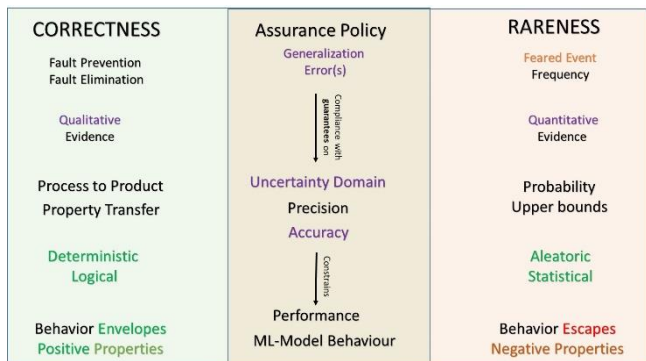 CORRECTNESS
Fault Prevention
Fault Elimination
Qualitative
Evidence
Process to Product
Property Transfer
Deterministic
Logical
Behavior Envelopes
Positive Properties
Assurance Policy
Generalization
Error(s)
Compliance with
guarantees on
Uncertainty Domain
Precision
Accuracy
Constrains
Performance
ML-Model Behaviour
RARENESS
Feared Event
Frequency
Quantitative
Evidence
Probability
Upper bounds
Aleatoric
Statistical
Behavior Escapes
Negative Properties